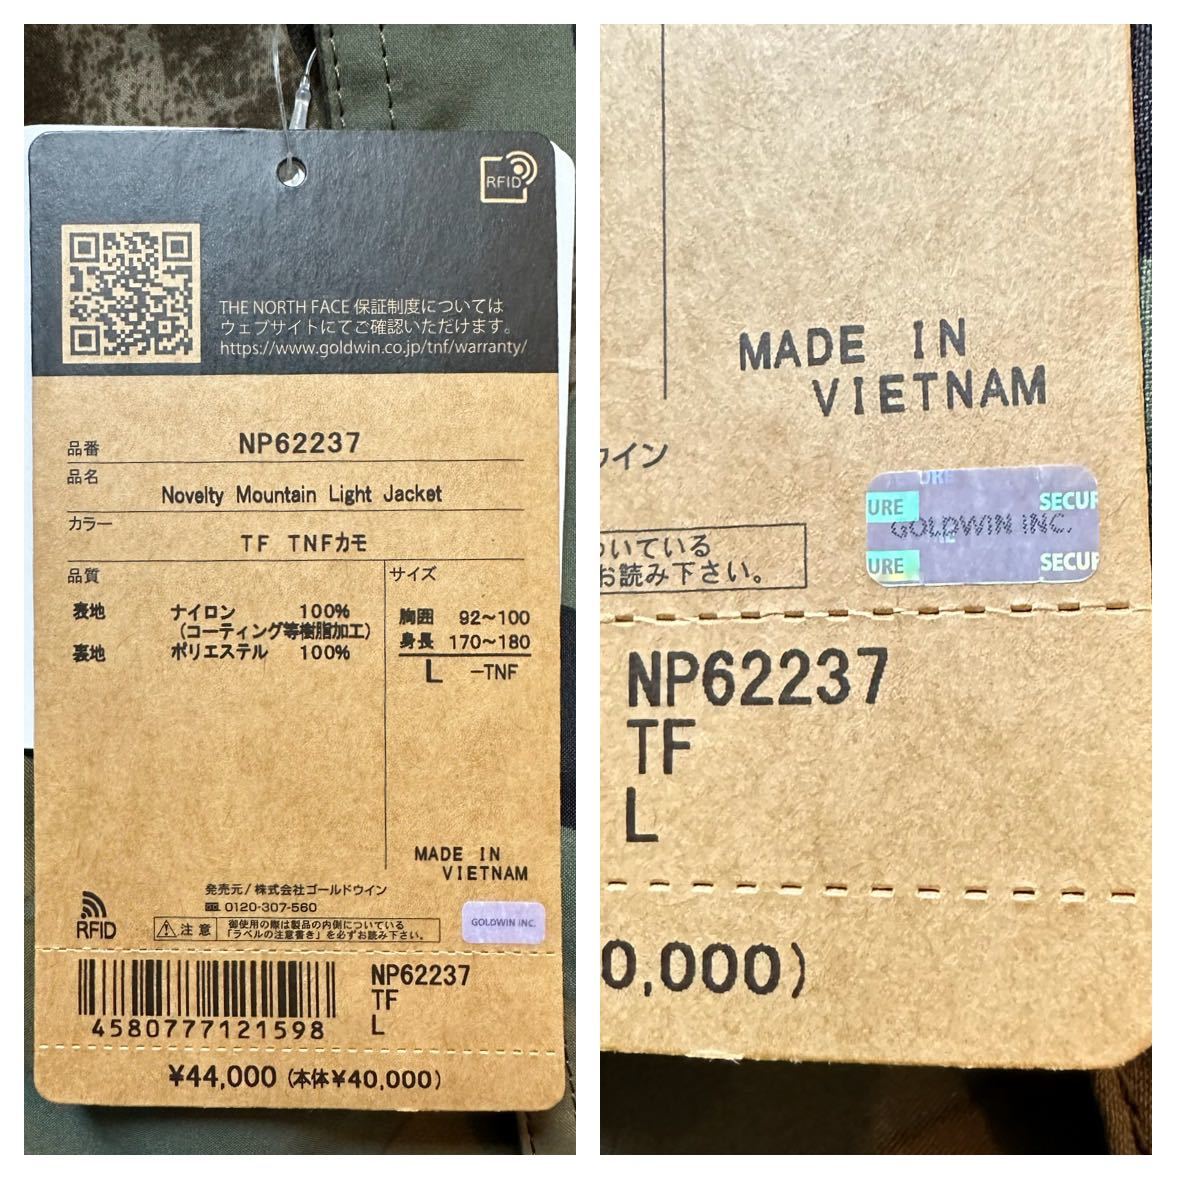 RFID
THE NORTH FACE 保証制度については
ウェブサイトにてご確認いただけます。
https://www.goldwin.co.jp/tnf/warranty/
品番 NP62237
品名
Novelty Mountain Light Jacket
カラー
TF TNFカモ
品質
表地 ナイロン 100%
(コーティング等樹脂加工)
裏地 ポリエステル 100%
サイズ
胸囲 92〜100
身長 170〜180
L -TNF
MADE IN
VIETNAM
発売元/株式会社ゴールドウイン
0120-307-560
RFID
注意
御使用の際は製品の内側についている
「ラベルの注意書き」を必ずお読み下さい。
GOLDWIN INC.
4580777121598
NP62237
TF
L
¥44,000 (本体¥40,000)
MADE IN
VIETNAM
ウイン
URE
URE SECUR
GOLDWIN INC.
RE
URE SECUR
ついている
お読み下さい。
NP62237
TF
L
0,000)